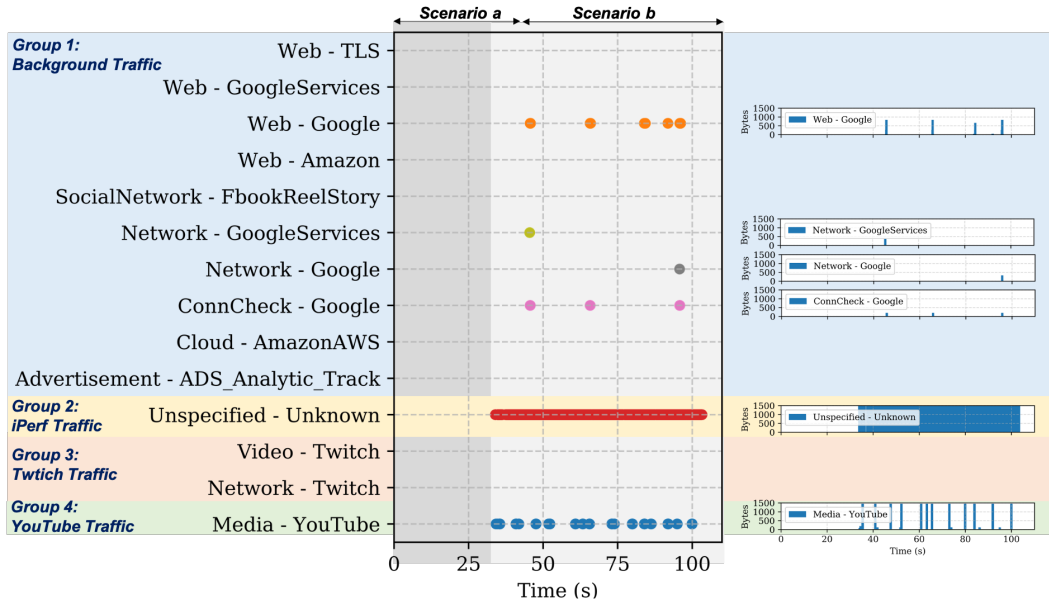 Scenario a
Scenario b
Group 1:
Background Traffic
Web - TLS
Web - GoogleServices
Web - Google
Web - Amazon
SocialNetwork - FbookReelStory
Network - GoogleServices
Network - Google
ConnCheck - Google
Cloud - AmazonAWS
Advertisement - ADS_Analytic_Track
Group 2:
iPerf Traffic
Unspecified - Unknown
Group 3:
Twtich Traffic
Video - Twitch
Network - Twitch
Group 4:
YouTube Traffic
Media - YouTube
0 25 50 75 100
Time (s)
Bytes
1500
1000
500
0
Web - Google
Bytes
1500
1000
500
0
Network - GoogleServices
Bytes
1500
1000
500
0
Network - Google
Bytes
1500
1000
500
0
ConnCheck - Google
Bytes
1500
1000
500
0
Unspecified - Unknown
Bytes
1500
1000
500
0
Media - YouTube
0 20 40 60 80 100
Time (s)